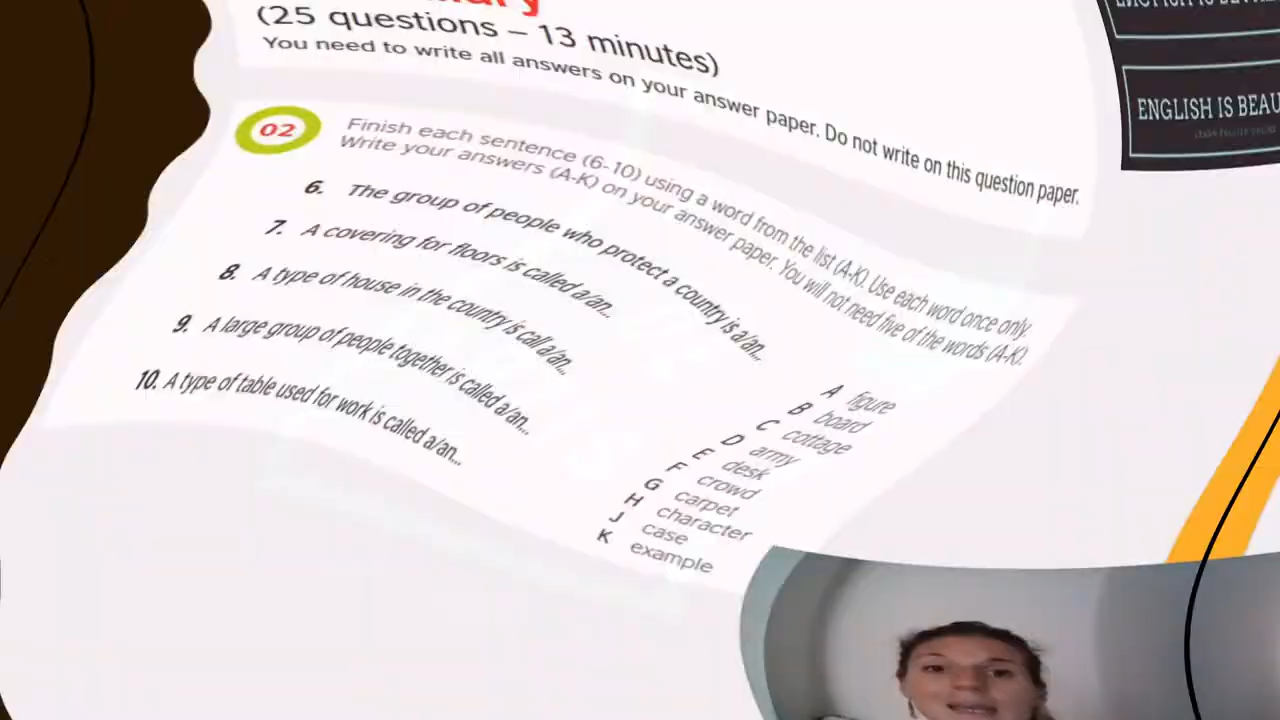 (25 questions – 13 minutes)
You need to write all answers on your answer paper. Do not write on this question paper.
02
Finish each sentence (6-10) using a word from the list (A-K). Use each word once only.
Write your answers (A-K) on your answer paper. You will not need five of the words (A-K).
6. The group of people who protect a country is a/an...
7. A covering for floors is called a/an...
8. A type of house in the country is call a/an...
9. A large group of people together is called a/an...
10. A type of table used for work is called a/an...
A figure
B board
C cottage
D army
E desk
F crowd
G carpet
H character
J case
K example
ENGLISH IS